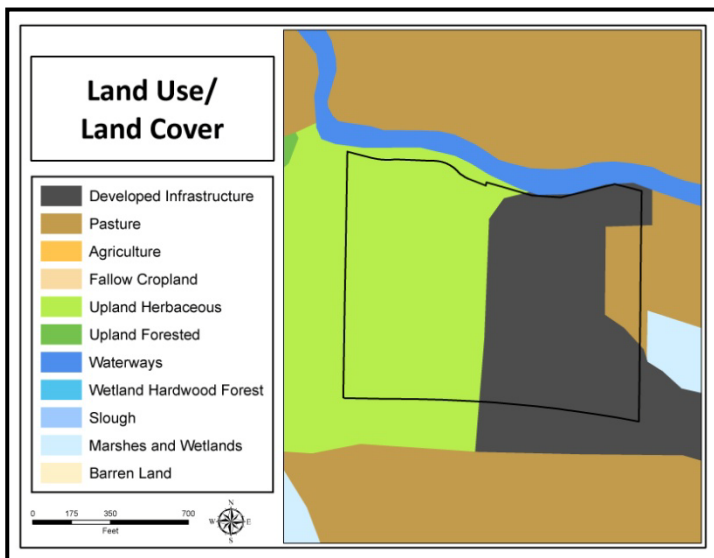 Land Use/
Land Cover
Developed Infrastructure
Pasture
Agriculture
Fallow Cropland
Upland Herbaceous
Upland Forested
Waterways
Wetland Hardwood Forest
Slough
Marshes and Wetlands
Barren Land
0 175 350 700
Feet
N
W E
S